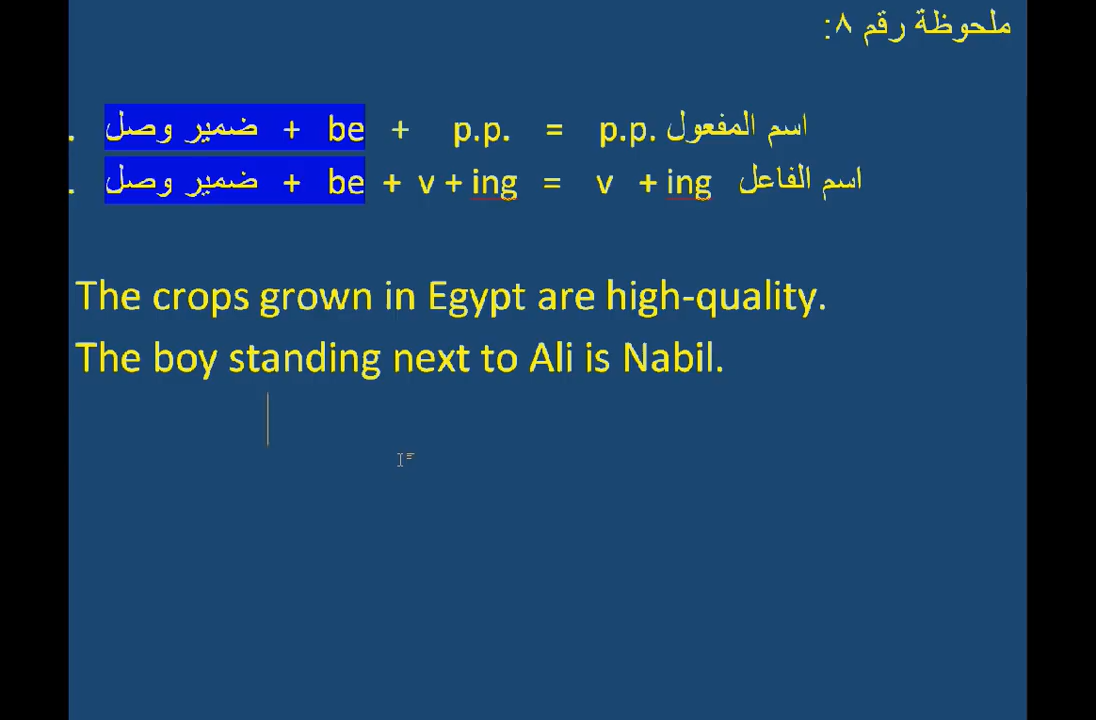 ملحوظة رقم ٨:
. ضمير وصل + be + p.p. = p.p. اسم المفعول
. ضمير وصل + be + v + ing = v + ing اسم الفاعل
The crops grown in Egypt are high-quality.
The boy standing next to Ali is Nabil.